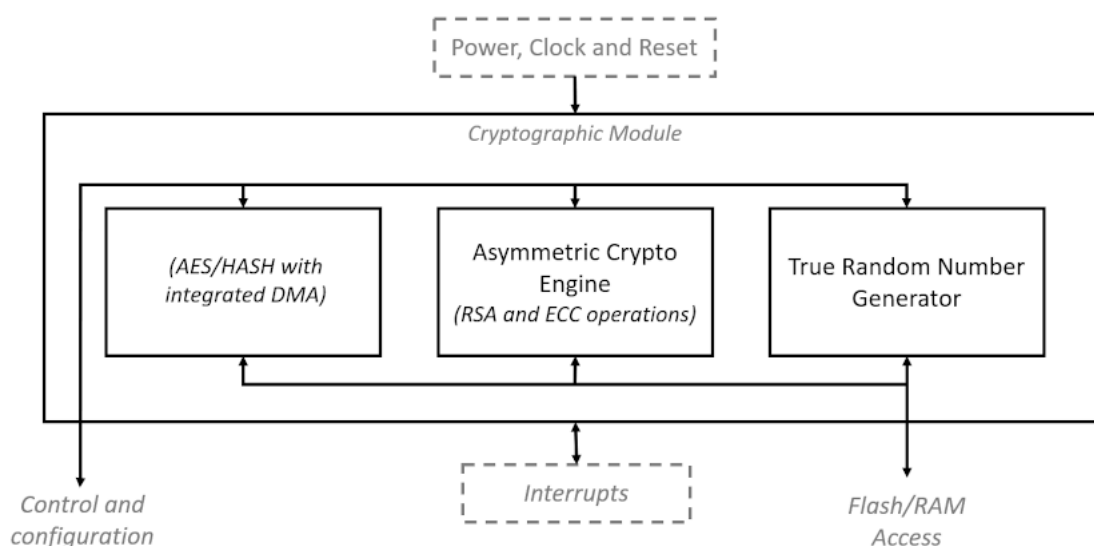 Power, Clock and Reset
Cryptographic Module
(AES/HASH with
integrated DMA)
Asymmetric Crypto
Engine
(RSA and ECC operations)
True Random Number
Generator
Control and
configuration
Interrupts
Flash/RAM
Access